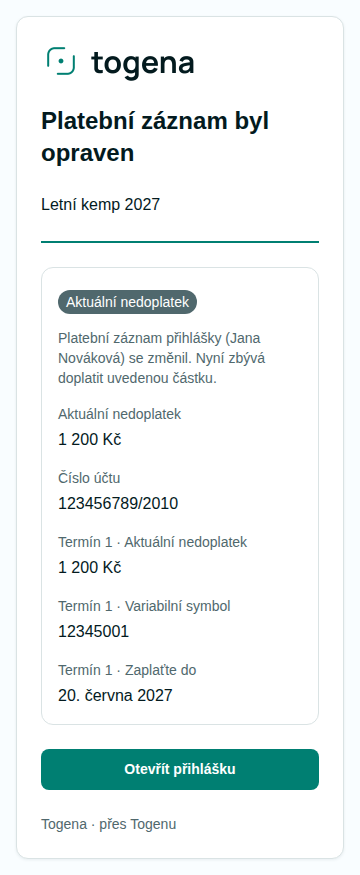 togena
Platební záznam byl
opraven
Letní kemp 2027
Aktuální nedoplatek
Platební záznam přihlášky (Jana
Nováková) se změnil. Nyní zbývá
doplatit uvedenou částku.
Aktuální nedoplatek
1 200 Kč
Číslo účtu
123456789/2010
Termín 1 · Aktuální nedoplatek
1 200 Kč
Termín 1 · Variabilní symbol
12345001
Termín 1 · Zaplaťte do
20. června 2027
Otevřít přihlášku
Togena · přes Togenu